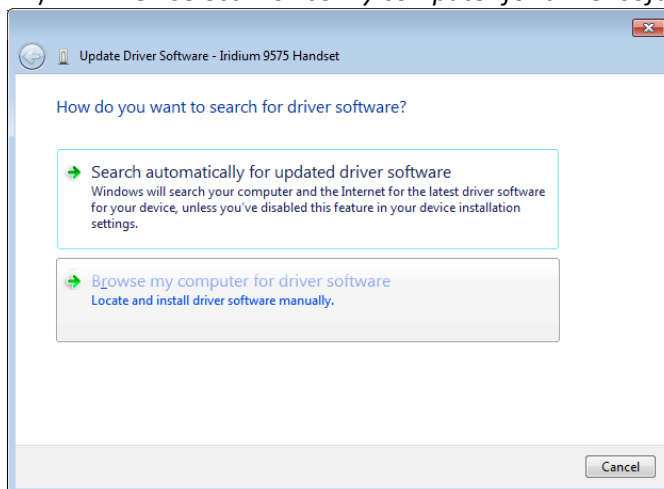 Update Driver Software - Iridium 9575 Handset
How do you want to search for driver software?
Search automatically for updated driver software
Windows will search your computer and the Internet for the latest driver software
for your device, unless you've disabled this feature in your device installation
settings.
Browse my computer for driver software
Locate and install driver software manually.
Cancel